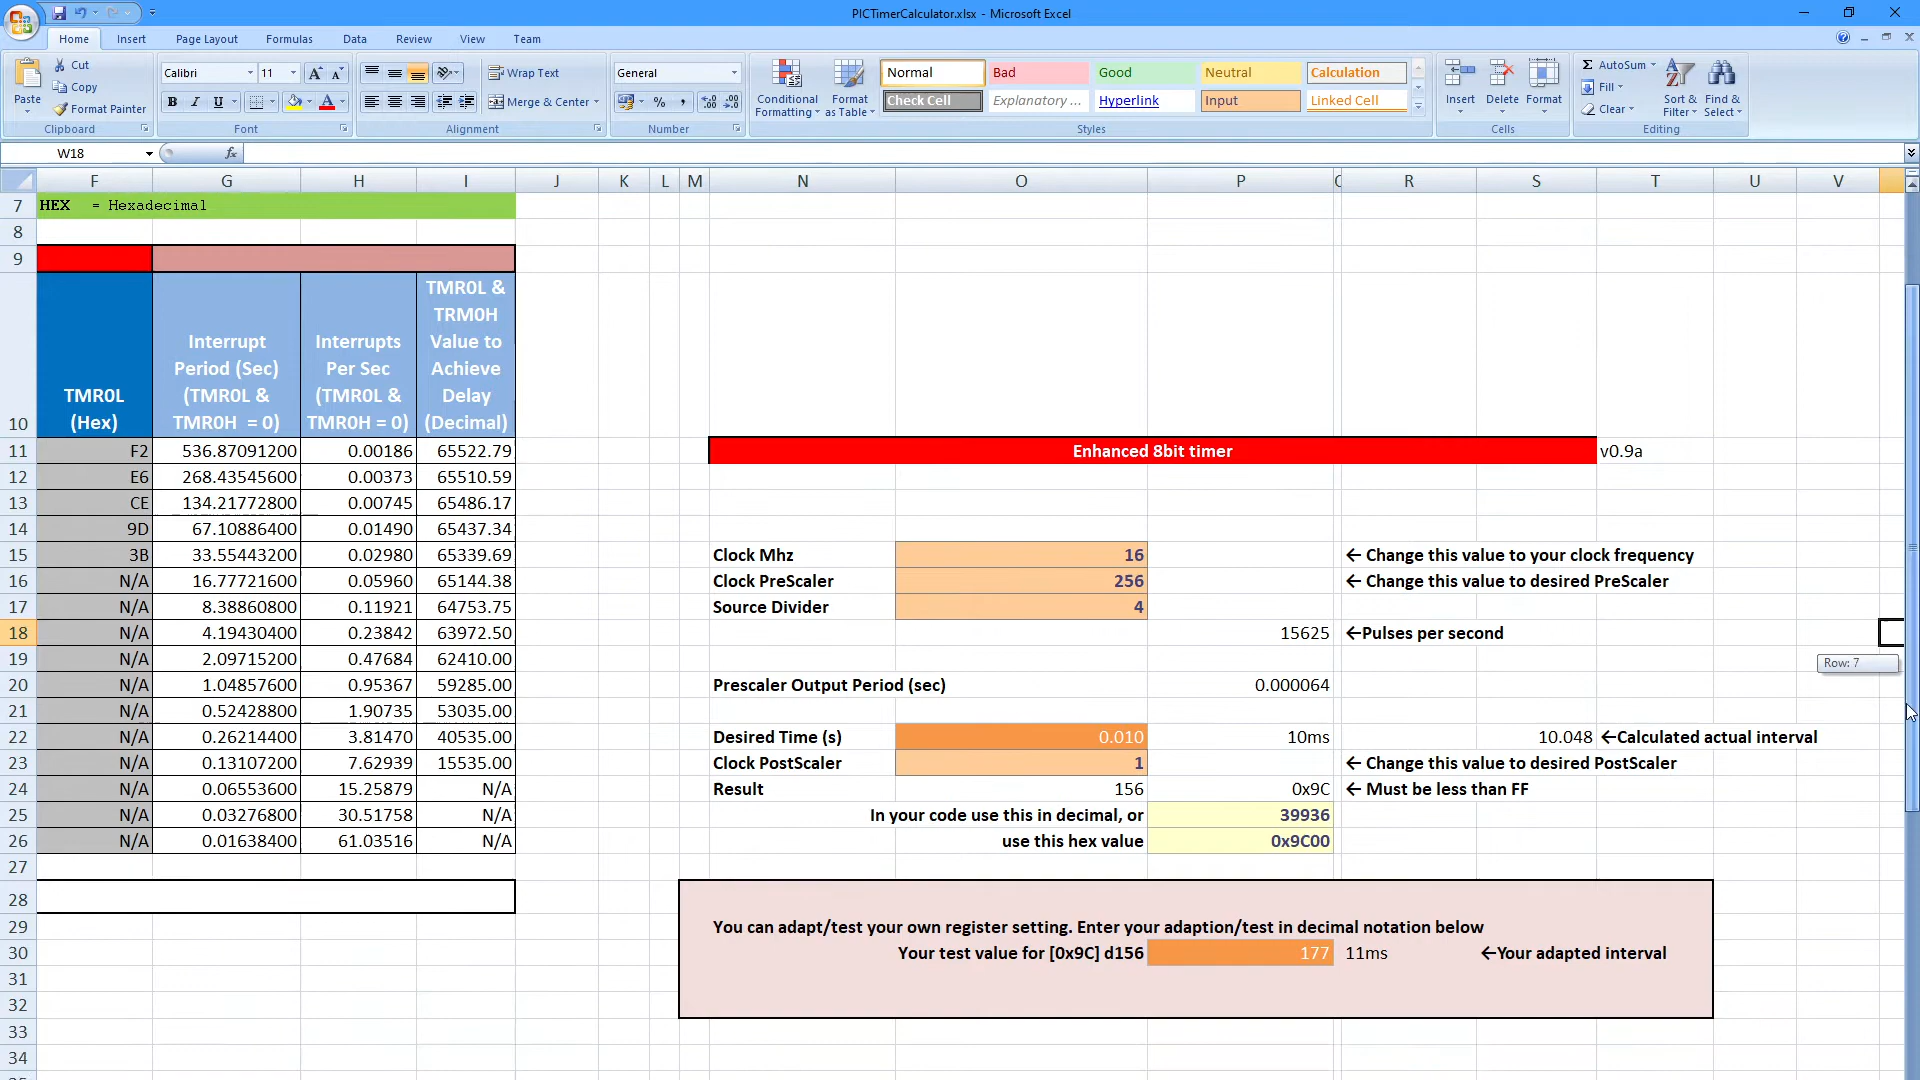 PICTimerCalculator.xlsx - Microsoft Excel
Home Insert Page Layout Formulas Data Review View Team
Paste Cut Copy Format Painter Clipboard
Calibri 11 A A B I U A Font
Wrap Text Merge & Center Alignment
General % , Number
Conditional Formatting Format as Table
Normal Bad Good Neutral Calculation
Check Cell Explanatory ... Hyperlink Input Linked Cell
Styles
Insert Delete Format Cells
Σ AutoSum Fill Clear Sort & Filter Find & Select Editing
W18 fx
F G H I J K L M N O P R S T U V
7 HEX = Hexadecimal
8
9
10 TMR0L (Hex) Interrupt Period (Sec) (TMR0L & TMR0H = 0) Interrupts Per Sec (TMR0L & TMR0H = 0) TMR0L & TRM0H Value to Achieve Delay (Decimal)
11 F2 536.87091200 0.00186 65522.79 Enhanced 8bit timer v0.9a
12 E6 268.43545600 0.00373 65510.59
13 CE 134.21772800 0.00745 65486.17
14 9D 67.10886400 0.01490 65437.34
15 3B 33.55443200 0.02980 65339.69 Clock Mhz 16 ← Change this value to your clock frequency
16 N/A 16.77721600 0.05960 65144.38 Clock PreScaler 256 ← Change this value to desired PreScaler
17 N/A 8.38860800 0.11921 64753.75 Source Divider 4
18 N/A 4.19430400 0.23842 63972.50 15625 ←Pulses per second
19 N/A 2.09715200 0.47684 62410.00 Row: 7
20 N/A 1.04857600 0.95367 59285.00 Prescaler Output Period (sec) 0.000064
21 N/A 0.52428800 1.90735 53035.00
22 N/A 0.26214400 3.81470 40535.00 Desired Time (s) 0.010 10ms 10.048 ←Calculated actual interval
23 N/A 0.13107200 7.62939 15535.00 Clock PostScaler 1 ← Change this value to desired PostScaler
24 N/A 0.06553600 15.25879 N/A Result 156 0x9C ← Must be less than FF
25 N/A 0.03276800 30.51758 N/A In your code use this in decimal, or 39936
26 N/A 0.01638400 61.03516 N/A use this hex value 0x9C00
27
28
29 You can adapt/test your own register setting. Enter your adaption/test in decimal notation below
30 Your test value for [0x9C] d156 177 11ms ←Your adapted interval
31
32
33
34